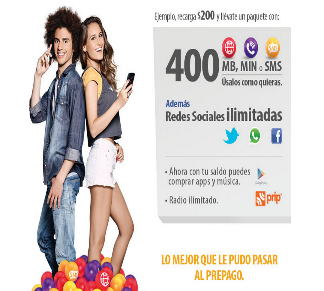 Ejemplo, recarga $200 y llévate un paquete con:
400 MB, MIN o SMS
Úsalos como quieras.
Además
Redes Sociales ilimitadas
• Ahora con tu saldo puedes
comprar apps y música.
• Radio ilimitado.
prip
LO MEJOR QUE LE PUDO PASAR
AL PREPAGO.